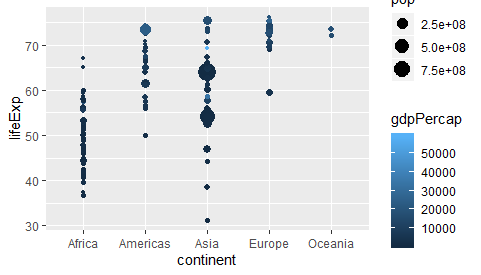 pop
2.5e+08
5.0e+08
7.5e+08
gdpPercap
50000
40000
30000
20000
10000
lifeExp
70
60
50
40
30
Africa Americas Asia Europe Oceania
continent